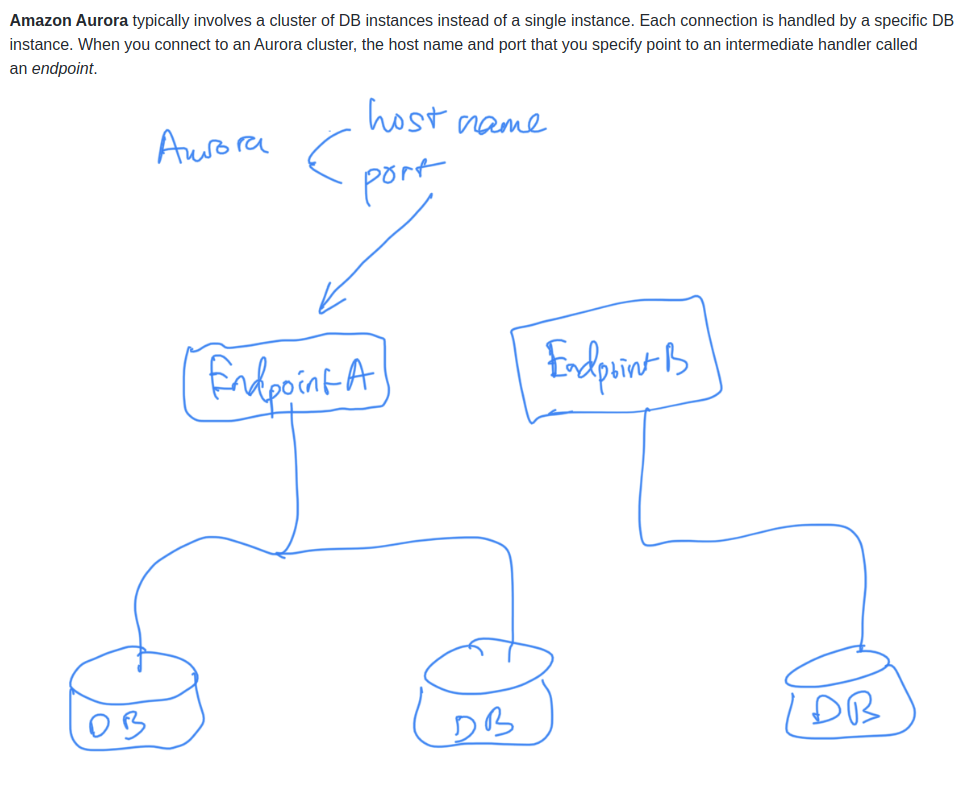 Amazon Aurora typically involves a cluster of DB instances instead of a single instance. Each connection is handled by a specific DB
instance. When you connect to an Aurora cluster, the host name and port that you specify point to an intermediate handler called
an endpoint.
host name
Aurora
port
Endpoint A
Endpoint B
DB
DB
DB